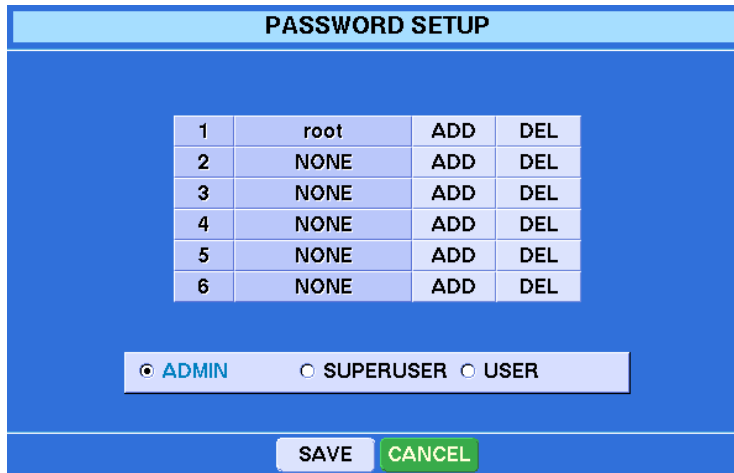 PASSWORD SETUP
1 root ADD DEL
2 NONE ADD DEL
3 NONE ADD DEL
4 NONE ADD DEL
5 NONE ADD DEL
6 NONE ADD DEL
ADMIN SUPERUSER USER
SAVE CANCEL